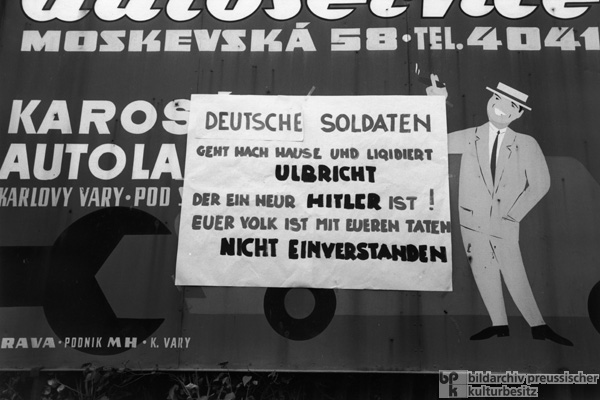 autoservice
MOSKEVSKÁ 58 · TEL. 4041
KAROS
AUTOLA
KARLOVY VARY · POD
DEUTSCHE SOLDATEN
GEHT NACH HAUSE UND LIQIDIERT
ULBRICHT
DER EIN NEUR HITLER IST !
EUER VOLK IST MIT EUEREN TATEN
NICHT EINVERSTANDEN
RAVA · PODNIK MH · K. VARY
bpk bildarchiv preussischer
kulturbesitz